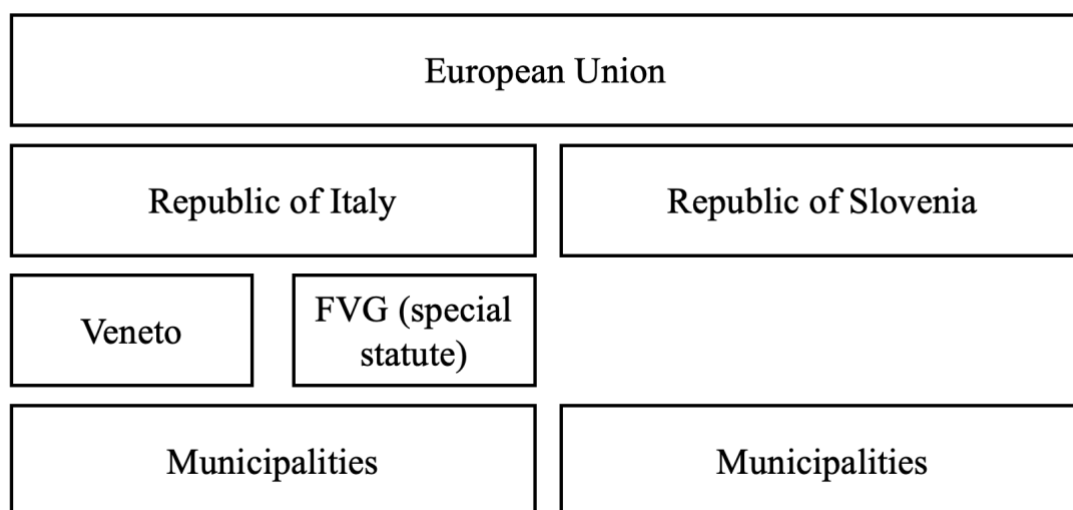 European Union
Republic of Italy
Republic of Slovenia
Veneto
FVG (special
statute)
Municipalities
Municipalities